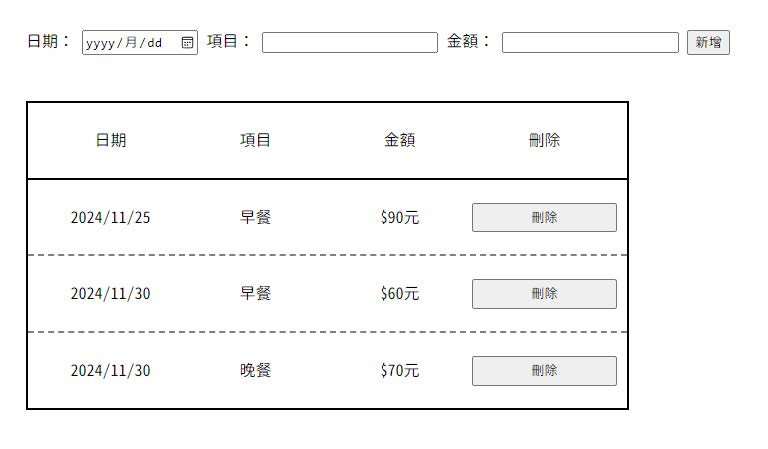 日期： yyyy/月/dd 項目： 金額： 新增
日期 項目 金額 刪除
2024/11/25 早餐 $90元 刪除
2024/11/30 早餐 $60元 刪除
2024/11/30 晚餐 $70元 刪除